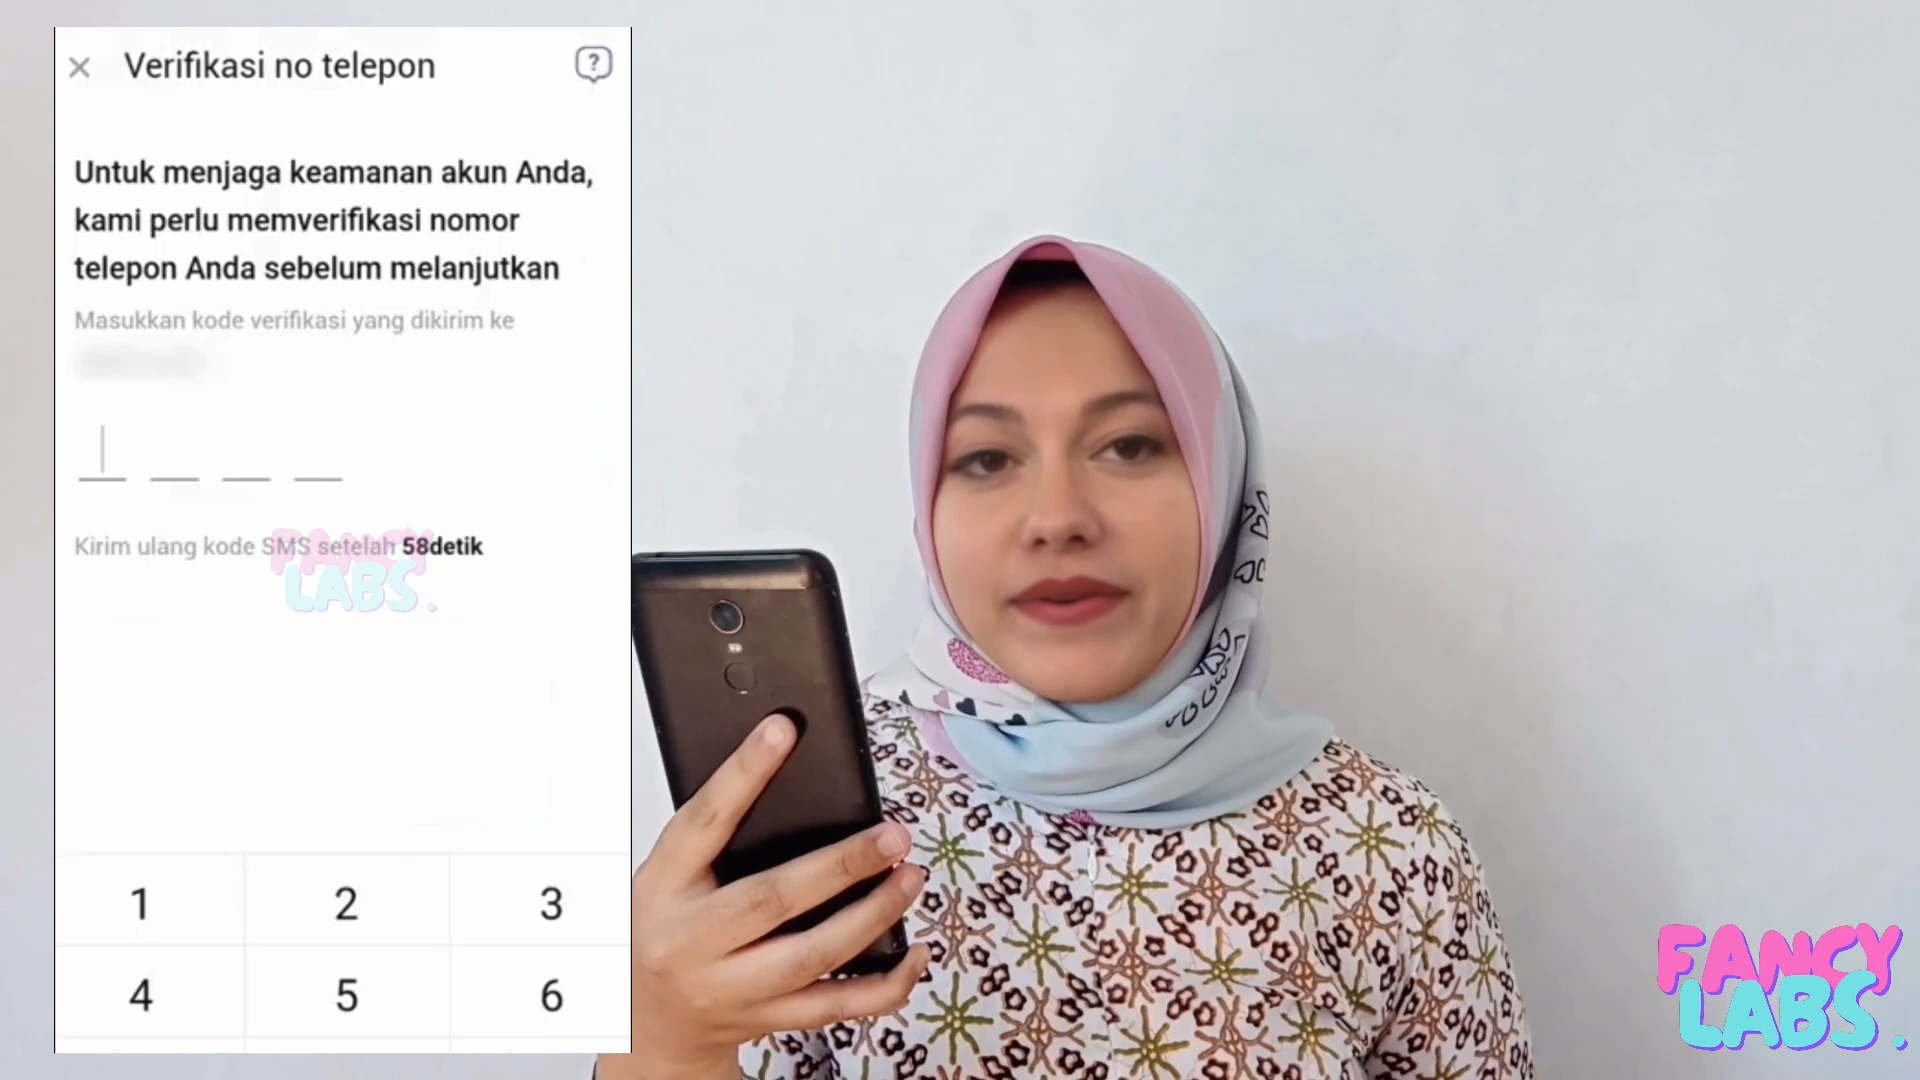 Verifikasi no telepon
?
Untuk menjaga keamanan akun Anda,
kami perlu memverifikasi nomor
telepon Anda sebelum melanjutkan
Masukkan kode verifikasi yang dikirim ke
Kirim ulang kode SMS setelah 58detik
FANCY
LABS.
1 2 3
4 5 6
FANCY
LABS.